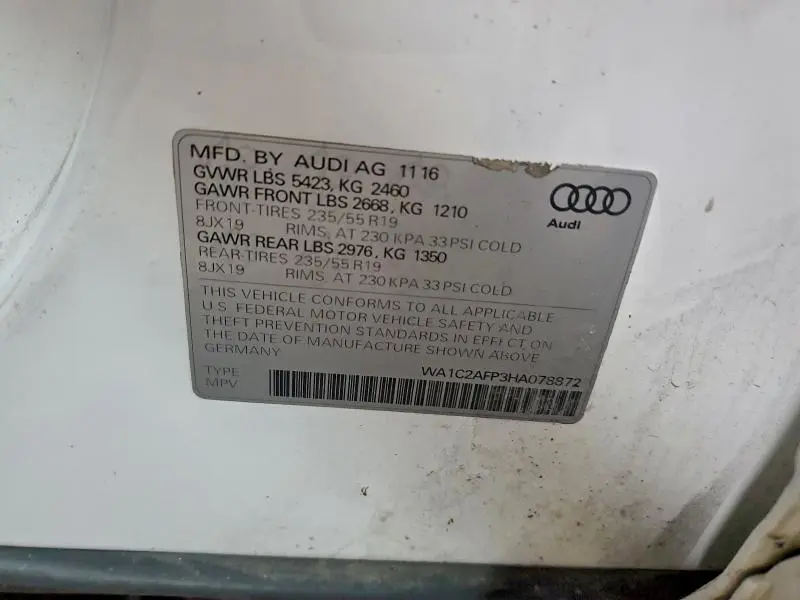 MFD. BY AUDI AG 11 16
GVWR LBS 5423, KG 2460
GAWR FRONT LBS 2668, KG 1210
FRONT-TIRES 235/55 R19
8JX19 RIMS, AT 230 KPA 33 PSI COLD
GAWR REAR LBS 2976, KG 1350
REAR-TIRES 235/55 R19
8JX19 RIMS, AT 230 KPA 33 PSI COLD
Audi
THIS VEHICLE CONFORMS TO ALL APPLICABLE
U.S. FEDERAL MOTOR VEHICLE SAFETY AND
THEFT PREVENTION STANDARDS IN EFFECT ON
THE DATE OF MANUFACTURE SHOWN ABOVE
GERMANY
WA1C2AFP3HA078872
TYPE
MPV